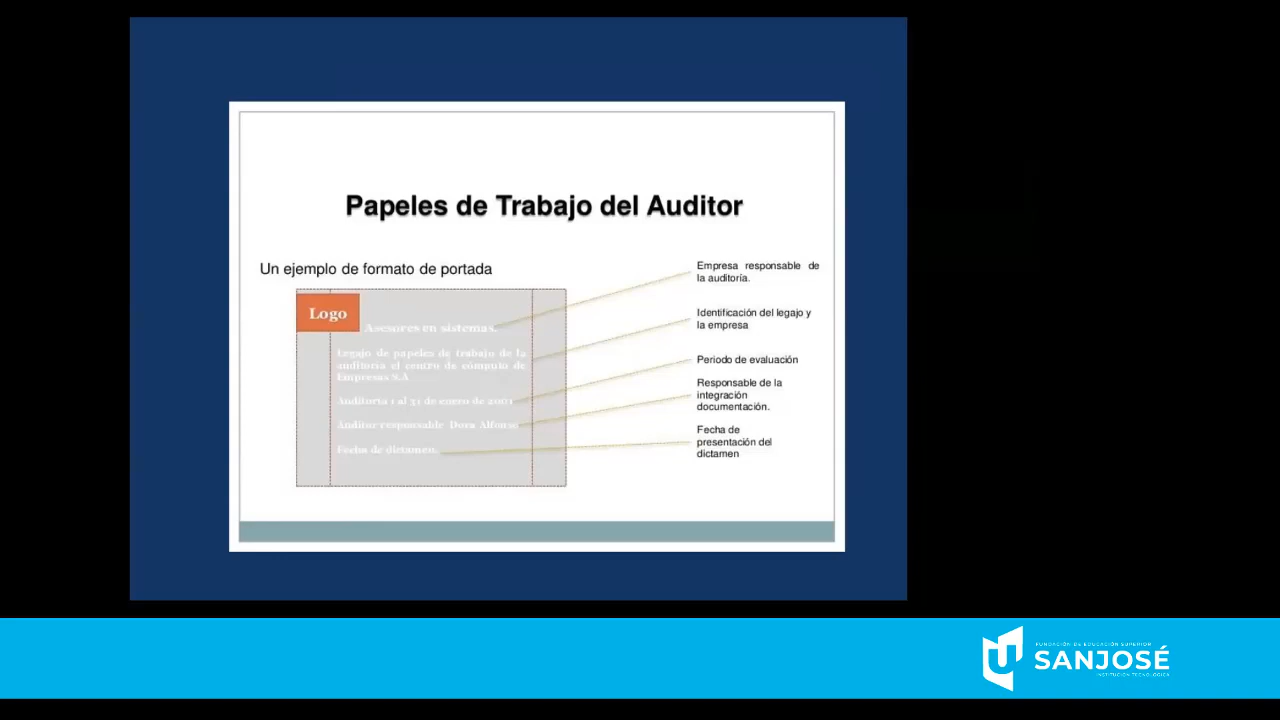 Papeles de Trabajo del Auditor
Un ejemplo de formato de portada
Logo
Asesores en sistemas.
Legajo de papeles de trabajo de la
auditoria el centro de cómputo de
Empresas S.A
Auditoria 1 al 31 de enero de 2001
Auditor responsable Dora Alfonso
Fecha de dictamen.
Empresa responsable de
la auditoría.
Identificación del legajo y
la empresa
Periodo de evaluación
Responsable de la
integración
documentación.
Fecha de
presentación del
dictamen
FUNDACIÓN DE EDUCACIÓN SUPERIOR
SANJOSÉ
INSTITUCIÓN TECNOLÓGICA